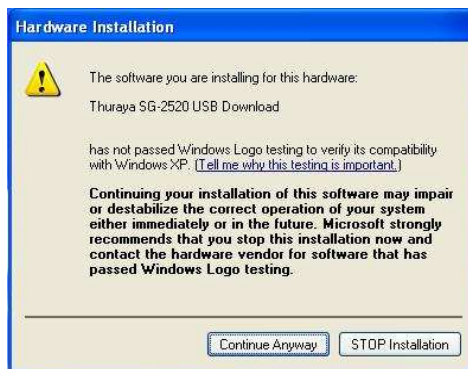 Hardware Installation
The software you are installing for this hardware:
Thuraya SG-2520 USB Download
has not passed Windows Logo testing to verify its compatibility
with Windows XP. (Tell me why this testing is important.)
Continuing your installation of this software may impair
or destabilize the correct operation of your system
either immediately or in the future. Microsoft strongly
recommends that you stop this installation now and
contact the hardware vendor for software that has
passed Windows Logo testing.
Continue Anyway STOP Installation